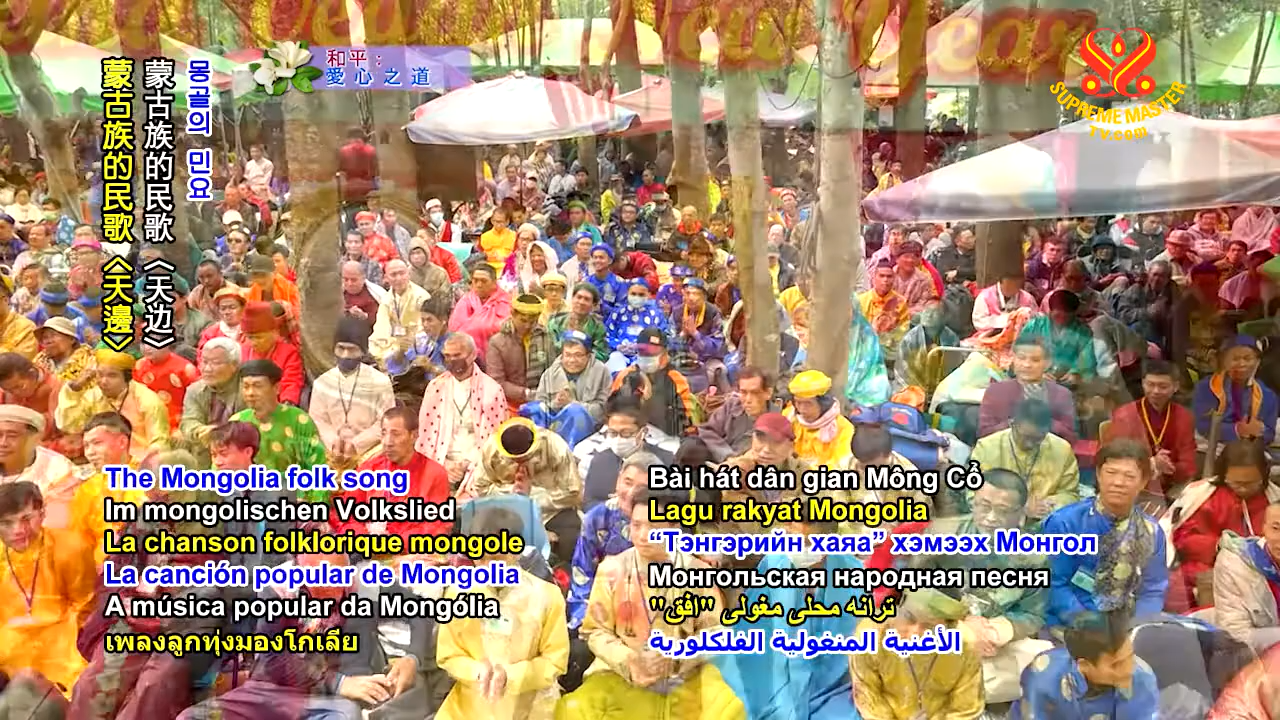 New Year
和平 :
愛心之道
SUPREME MASTER
TV.com
몽골의 민요
蒙古族的民歌《天边》
蒙古族的民歌《天邊》
The Mongolia folk song
Im mongolischen Volkslied
La chanson folklorique mongole
La canción popular de Mongolia
A música popular da Mongólia
เพลงลูกทุ่งมองโกเลีย
Bài hát dân gian Mông Cổ
Lagu rakyat Mongolia
“Тэнгэрийн хаяа” хэмээх Монгол
Монгольская народная песня
ترانه محلی مغولی "افق"
الأغنية المنغولية الفلكلورية